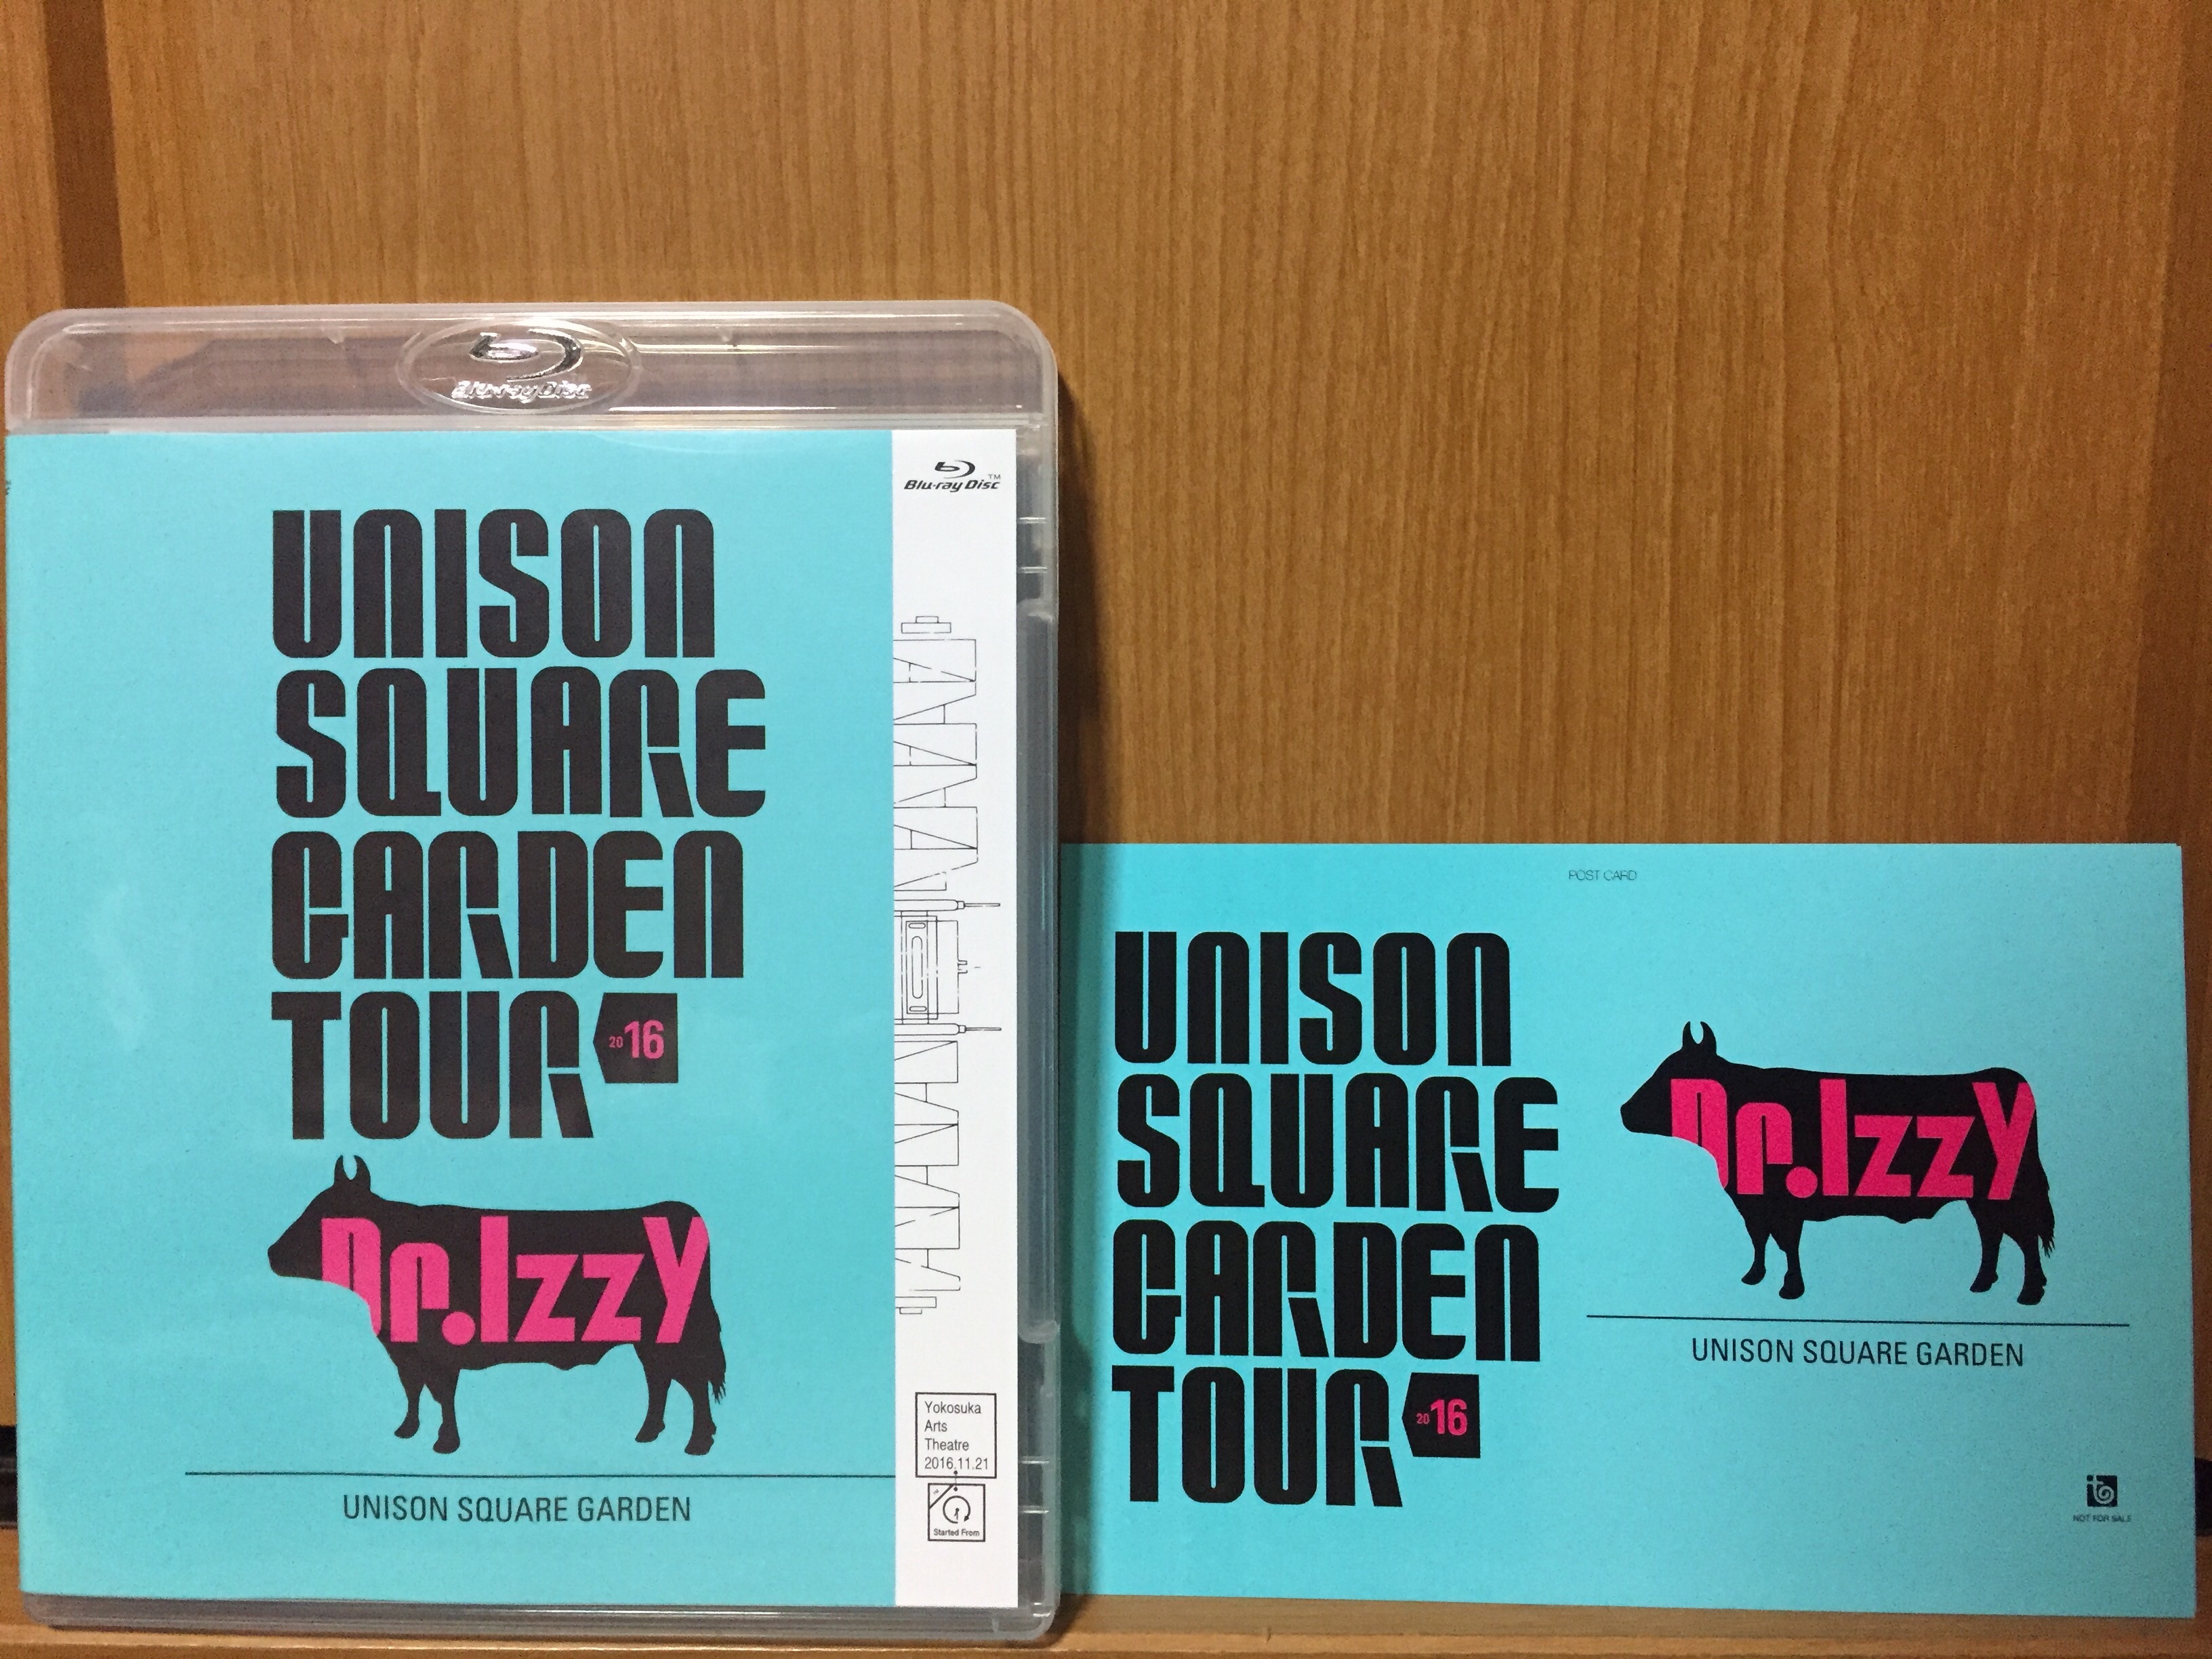 Blu-ray Disc
Blu-ray Disc™
UNISON
SQUARE
GARDEN
TOUR 2016
Dr.Izzy
UNISON SQUARE GARDEN
Yokosuka
Arts
Theatre
2016.11.21
Started From
POST CARD
UNISON
SQUARE
GARDEN
TOUR 2016
Dr.Izzy
UNISON SQUARE GARDEN
NOT FOR SALE